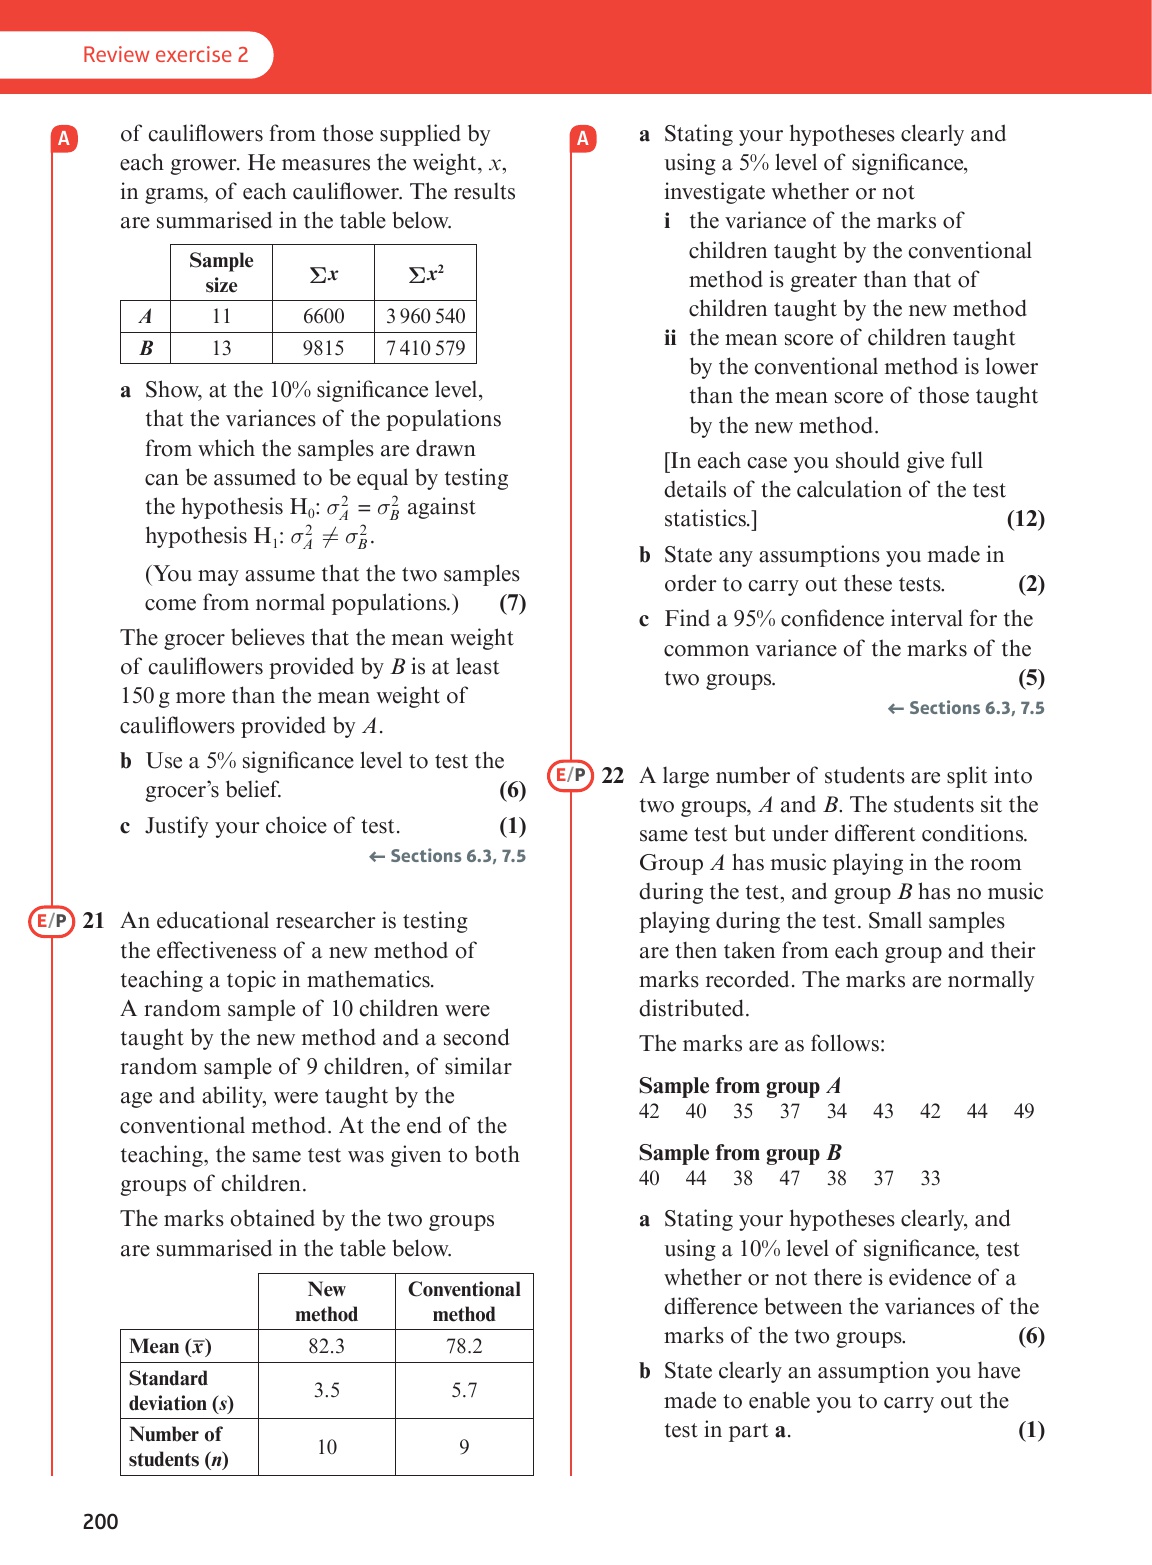 Review exercise 2
A
of cauliflowers from those supplied by
each grower. He measures the weight, x,
in grams, of each cauliflower. The results
are summarised in the table below.
Sample size	∑x	∑x²
A	11	6600	3 960 540
B	13	9815	7 410 579
a Show, at the 10% significance level,
that the variances of the populations
from which the samples are drawn
can be assumed to be equal by testing
the hypothesis H₀: σ²_A = σ²_B against
hypothesis H₁: σ²_A ≠ σ²_B.
(You may assume that the two samples
come from normal populations.) (7)
The grocer believes that the mean weight
of cauliflowers provided by B is at least
150 g more than the mean weight of
cauliflowers provided by A.
b Use a 5% significance level to test the
grocer’s belief. (6)
c Justify your choice of test. (1)
← Sections 6.3, 7.5
E/P 21 An educational researcher is testing
the effectiveness of a new method of
teaching a topic in mathematics.
A random sample of 10 children were
taught by the new method and a second
random sample of 9 children, of similar
age and ability, were taught by the
conventional method. At the end of the
teaching, the same test was given to both
groups of children.
The marks obtained by the two groups
are summarised in the table below.
New method	Conventional method
Mean (x̅)	82.3	78.2
Standard deviation (s)	3.5	5.7
Number of students (n)	10	9
A
a Stating your hypotheses clearly and
using a 5% level of significance,
investigate whether or not
i the variance of the marks of
children taught by the conventional
method is greater than that of
children taught by the new method
ii the mean score of children taught
by the conventional method is lower
than the mean score of those taught
by the new method.
[In each case you should give full
details of the calculation of the test
statistics.] (12)
b State any assumptions you made in
order to carry out these tests. (2)
c Find a 95% confidence interval for the
common variance of the marks of the
two groups. (5)
← Sections 6.3, 7.5
E/P 22 A large number of students are split into
two groups, A and B. The students sit the
same test but under different conditions.
Group A has music playing in the room
during the test, and group B has no music
playing during the test. Small samples
are then taken from each group and their
marks recorded. The marks are normally
distributed.
The marks are as follows:
Sample from group A
42 40 35 37 34 43 42 44 49
Sample from group B
40 44 38 47 38 37 33
a Stating your hypotheses clearly, and
using a 10% level of significance, test
whether or not there is evidence of a
difference between the variances of the
marks of the two groups. (6)
b State clearly an assumption you have
made to enable you to carry out the
test in part a. (1)
200